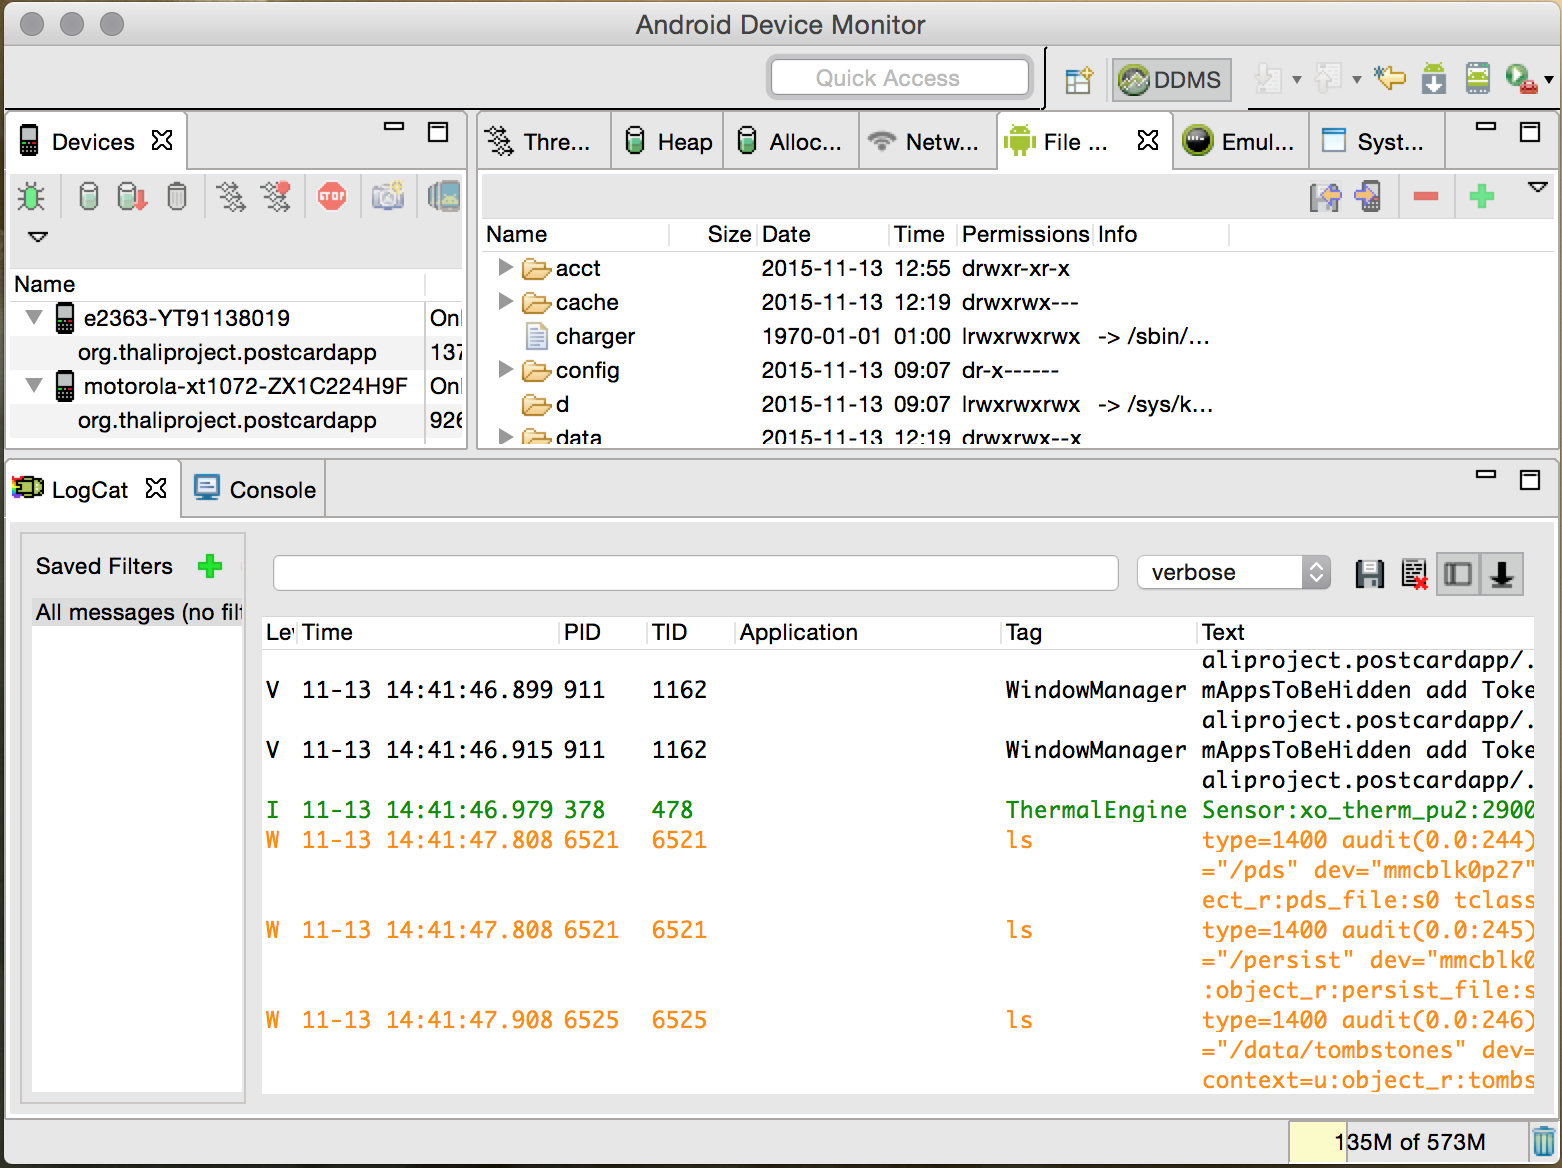 Android Device Monitor
Quick Access
DDMS
Devices
Thre...
Heap
Alloc...
Netw...
File ...
Emul...
Syst...
STOP
Name
e2363-YT91138019 Onl
org.thaliproject.postcardapp 137
motorola-xt1072-ZX1C224H9F Onl
org.thaliproject.postcardapp 926
Name Size Date Time Permissions Info
acct 2015-11-13 12:55 drwxr-xr-x
cache 2015-11-13 12:19 drwxrwx---
charger 1970-01-01 01:00 lrwxrwxrwx -> /sbin/...
config 2015-11-13 09:07 dr-x------
d 2015-11-13 09:07 lrwxrwxrwx -> /sys/k...
data 2015-11-13 12:19 drwxrwx--x
LogCat
Console
Saved Filters
All messages (no filt
verbose
Lev Time PID TID Application Tag Text
aliproject.postcardapp/.
V 11-13 14:41:46.899 911 1162 WindowManager mAppsToBeHidden add Toke
aliproject.postcardapp/.
V 11-13 14:41:46.915 911 1162 WindowManager mAppsToBeHidden add Toke
aliproject.postcardapp/.
I 11-13 14:41:46.979 378 478 ThermalEngine Sensor:xo_therm_pu2:2900
W 11-13 14:41:47.808 6521 6521 ls type=1400 audit(0.0:244)
="/pds" dev="mmcblk0p27"
ect_r:pds_file:s0 tclass
W 11-13 14:41:47.808 6521 6521 ls type=1400 audit(0.0:245)
="/persist" dev="mmcblk0
:object_r:persist_file:s
W 11-13 14:41:47.908 6525 6525 ls type=1400 audit(0.0:246)
="/data/tombstones" dev=
context=u:object_r:tombs
135M of 573M